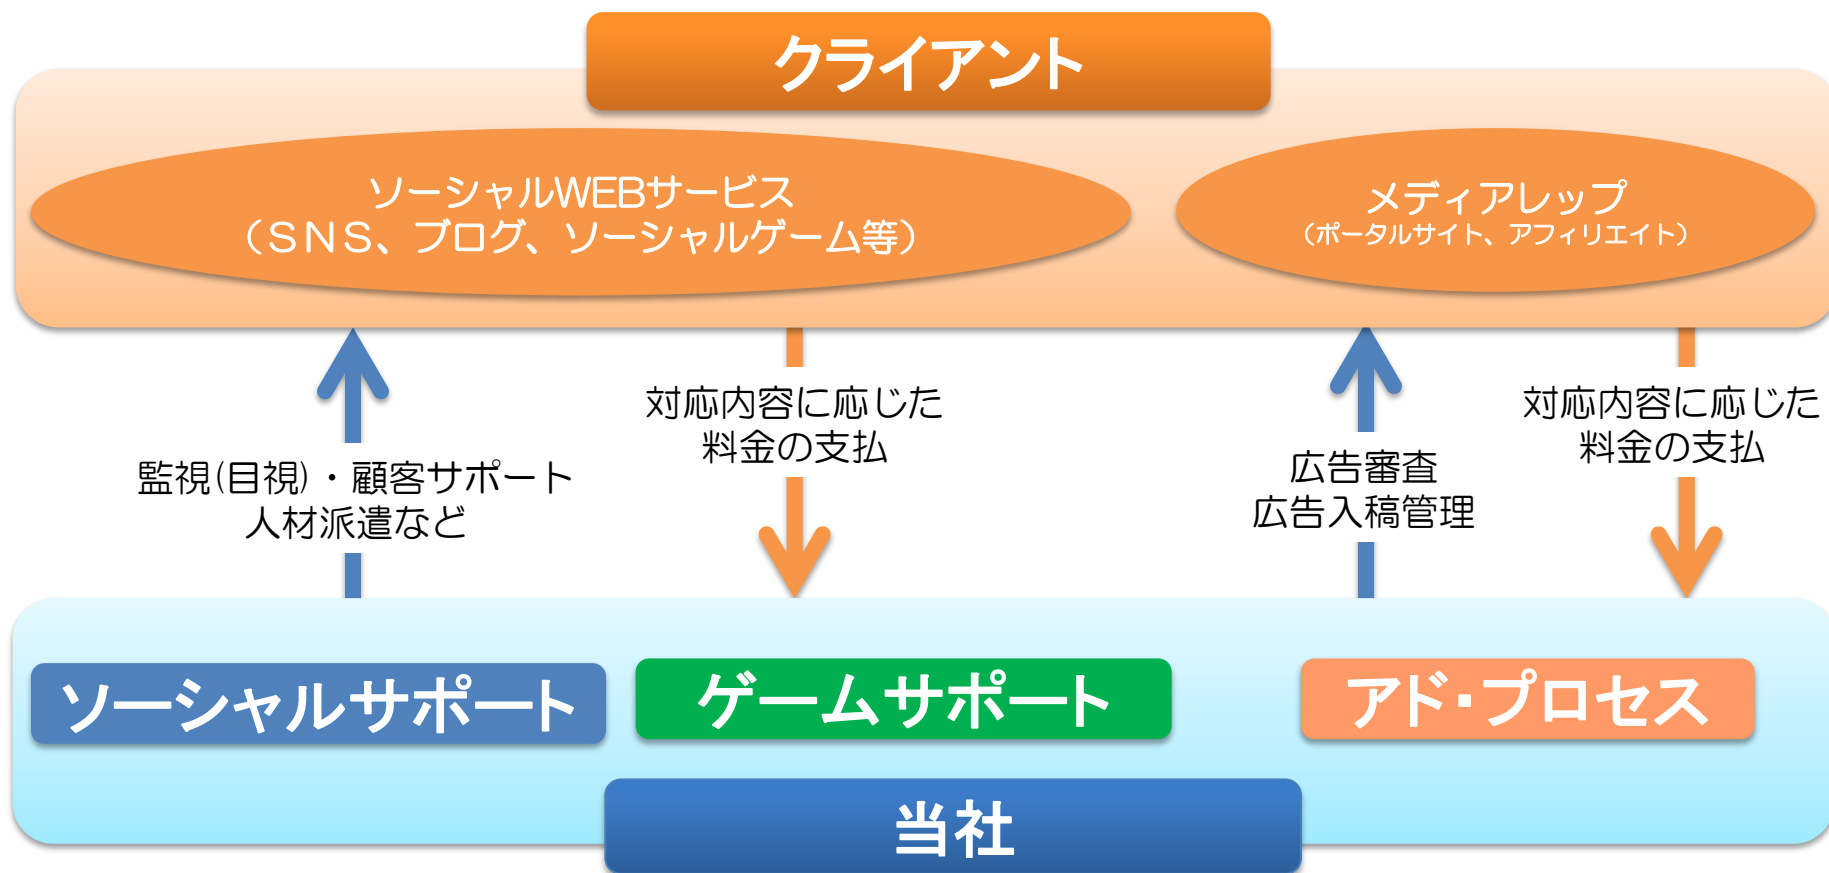 クライアント
ソーシャルWEBサービス
（ＳＮＳ、ブログ、ソーシャルゲーム等）
メディアレップ
（ポータルサイト、アフィリエイト）
監視(目視)・顧客サポート
人材派遣など
対応内容に応じた
料金の支払
広告審査
広告入稿管理
対応内容に応じた
料金の支払
ソーシャルサポート
ゲームサポート
アド・プロセス
当社